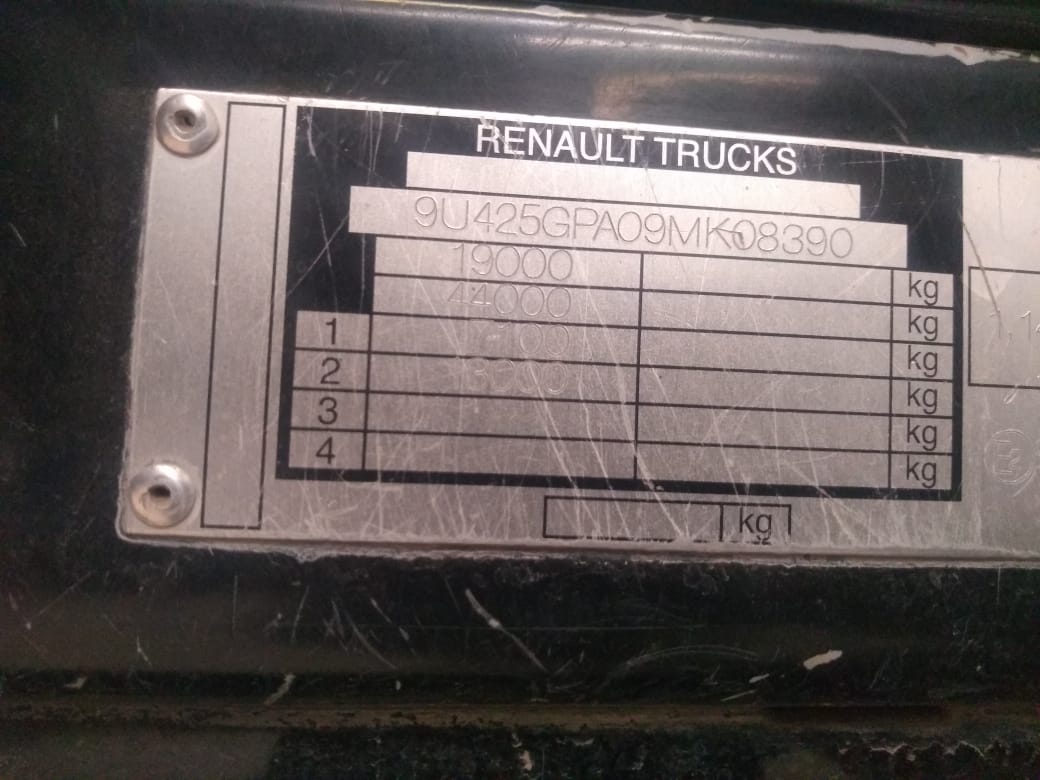 RENAULT TRUCKS
9U425GPA09MK08390
19000 kg
44000 kg
1 kg
2 kg
3 kg
4 kg
kg